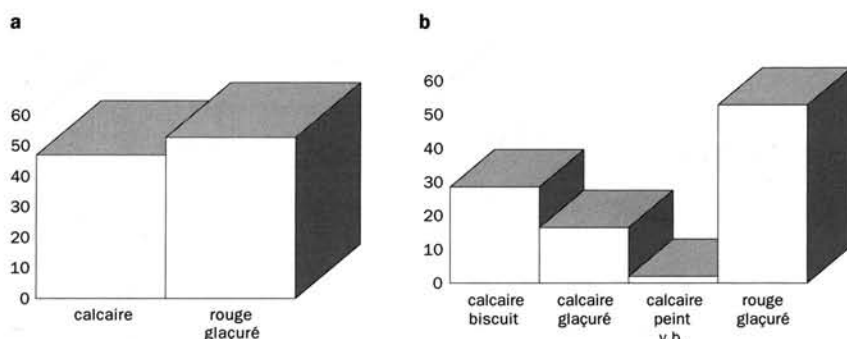 a
60
50
40
30
20
10
0
calcaire
rouge
glaçuré
b
60
50
40
30
20
10
0
calcaire
biscuit
calcaire
glaçuré
calcaire
peint
v.b.
rouge
glaçuré